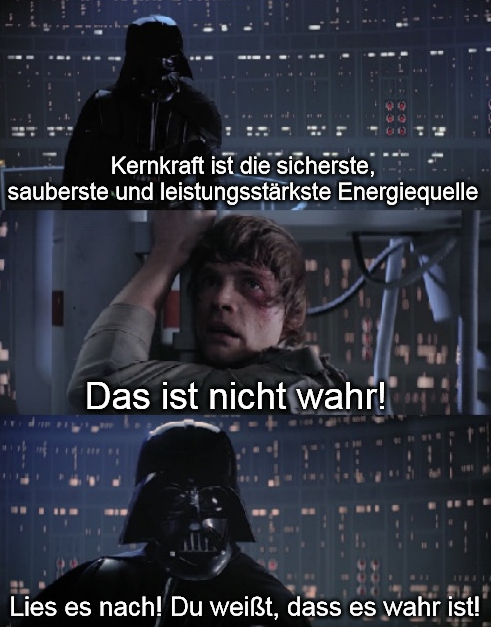 Kernkraft ist die sicherste,
sauberste und leistungsstärkste Energiequelle
Das ist nicht wahr!
Lies es nach! Du weißt, dass es wahr ist!